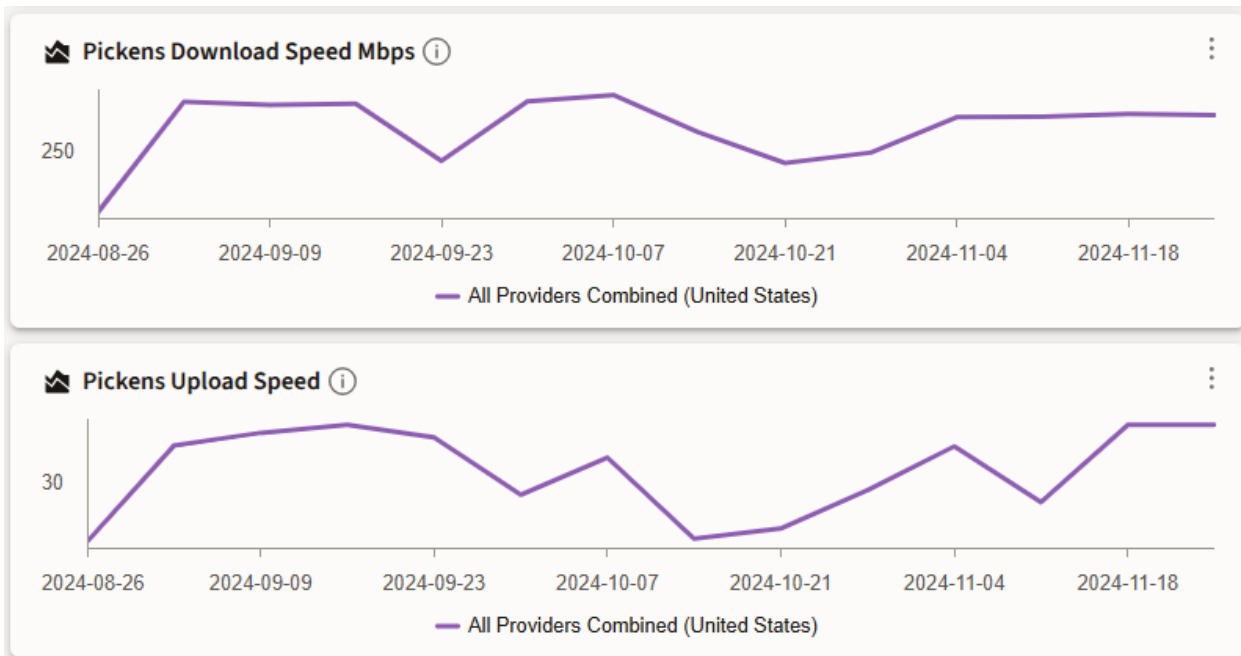 Pickens Download Speed Mbps
250
2024-08-26 2024-09-09 2024-09-23 2024-10-07 2024-10-21 2024-11-04 2024-11-18
All Providers Combined (United States)
Pickens Upload Speed
30
2024-08-26 2024-09-09 2024-09-23 2024-10-07 2024-10-21 2024-11-04 2024-11-18
All Providers Combined (United States)